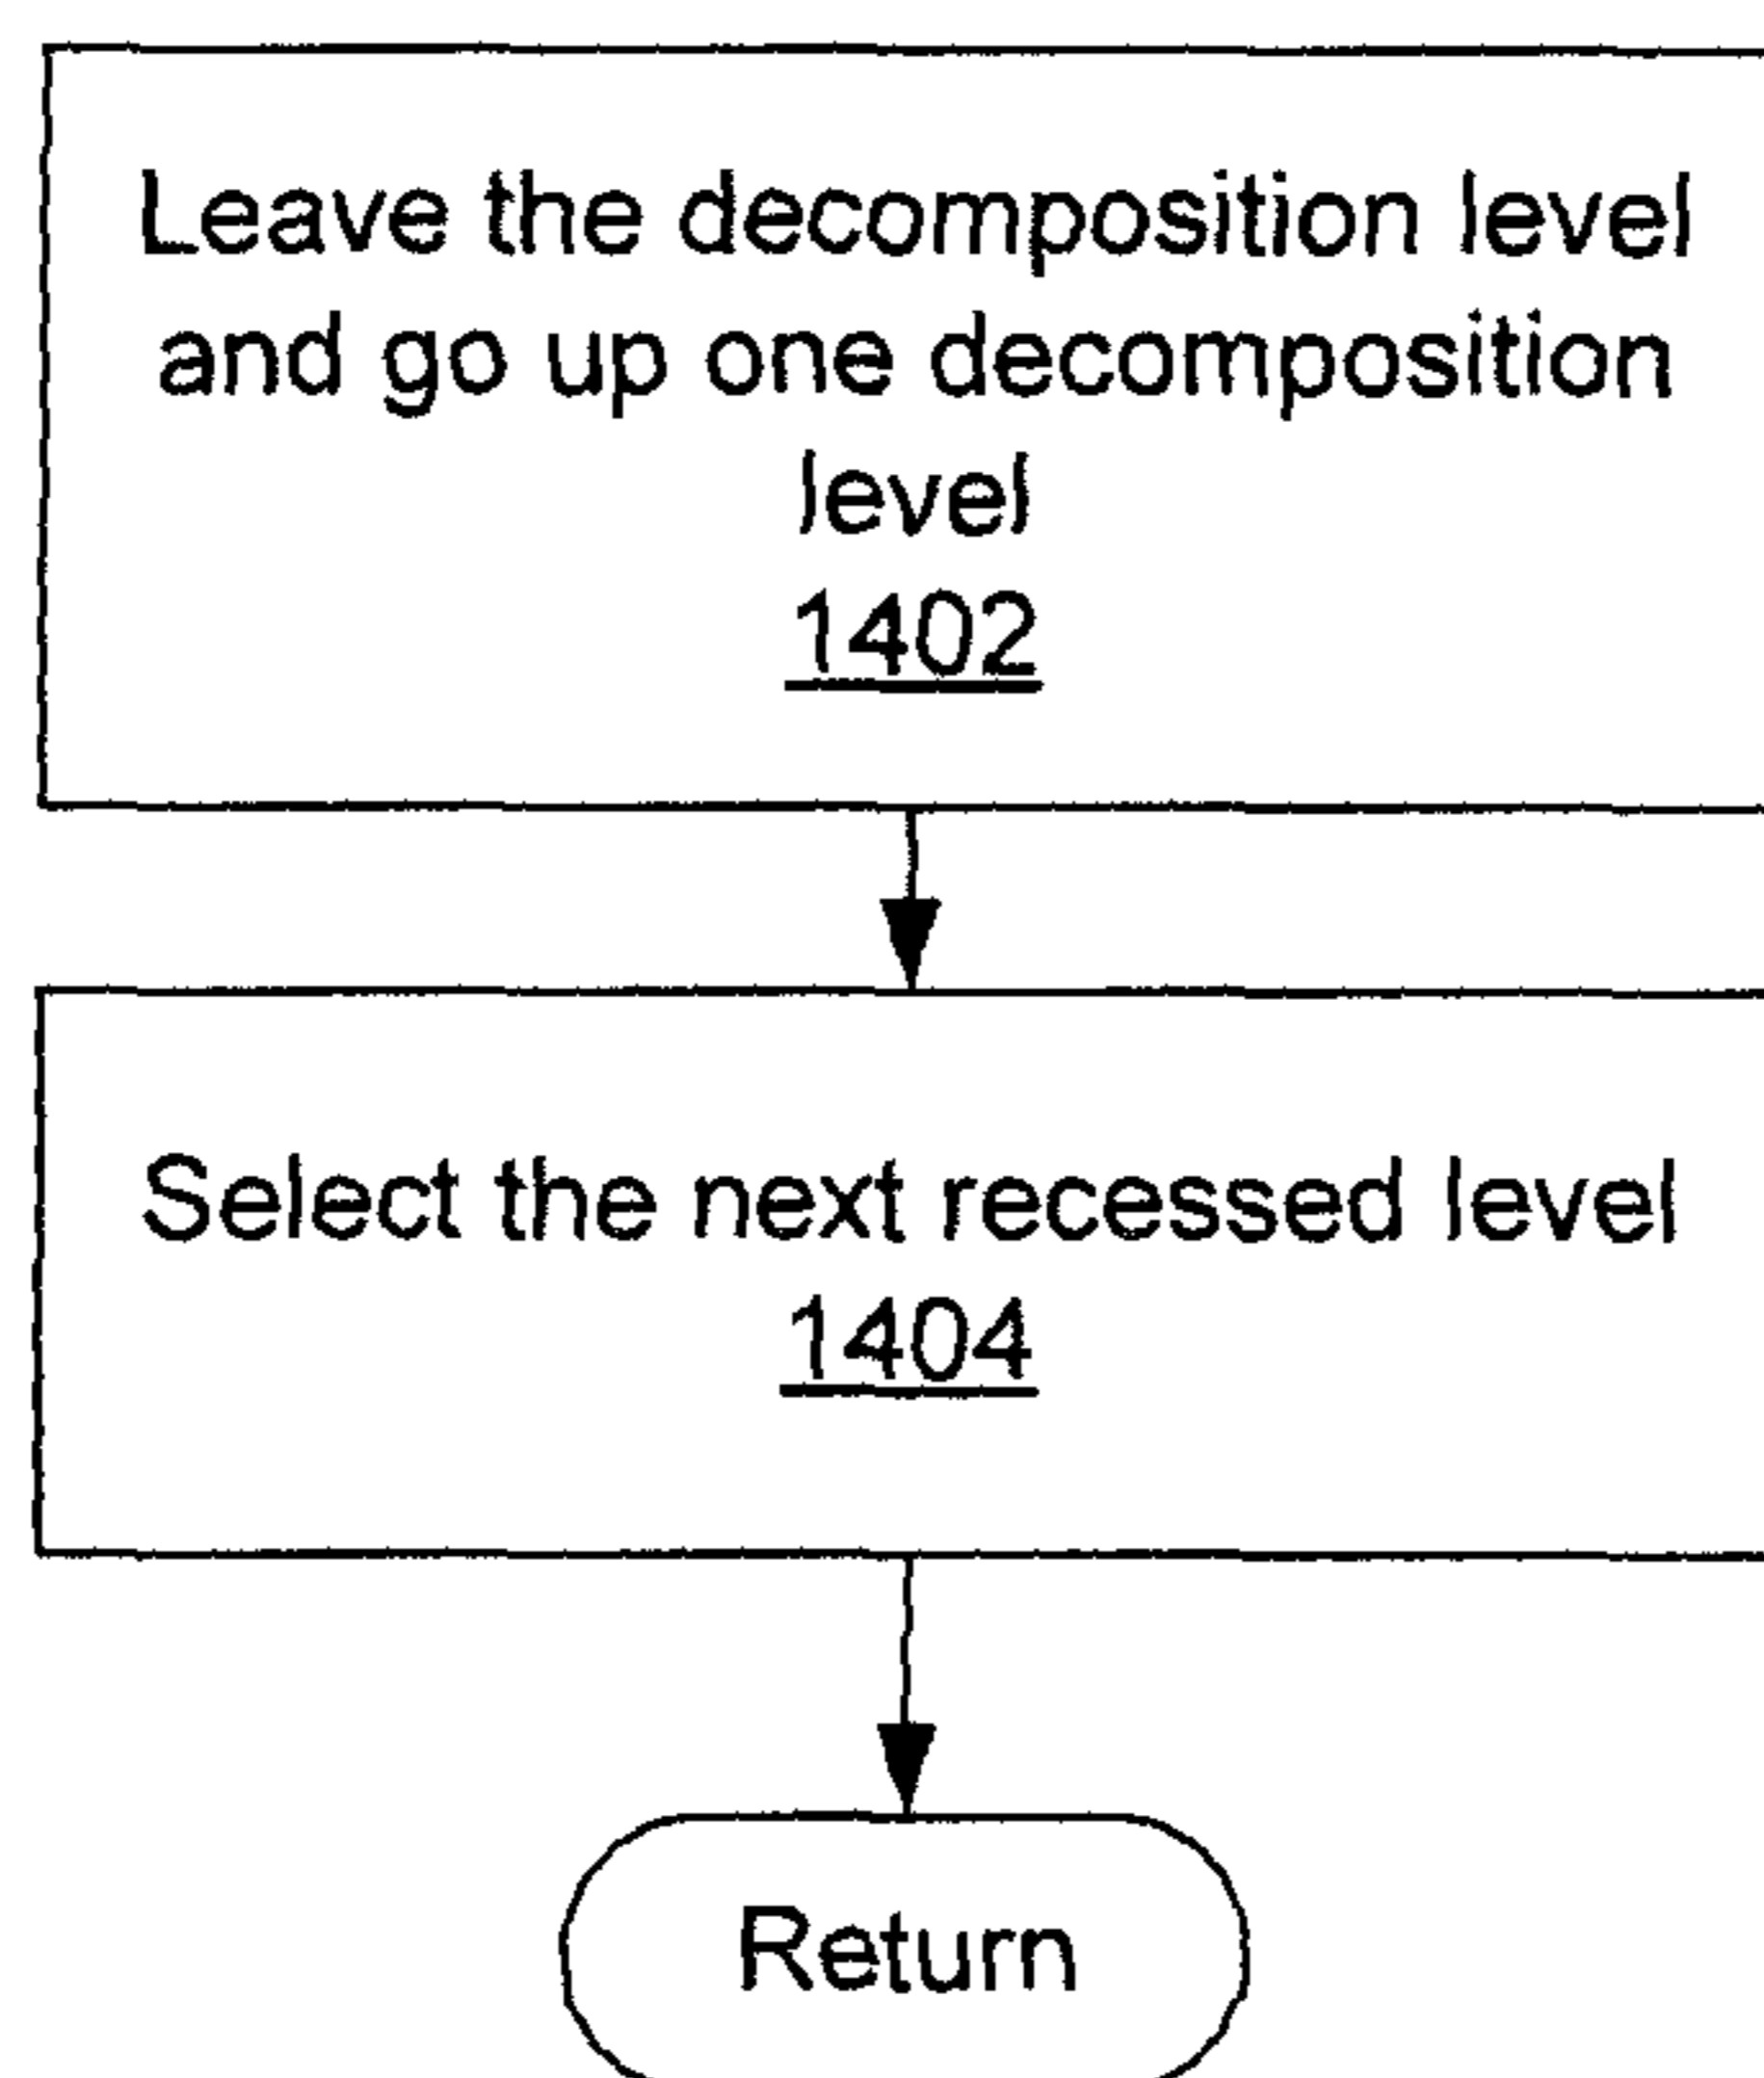 Leave the decomposition level
and go up one decomposition
level
1402
Select the next recessed level
1404
Return